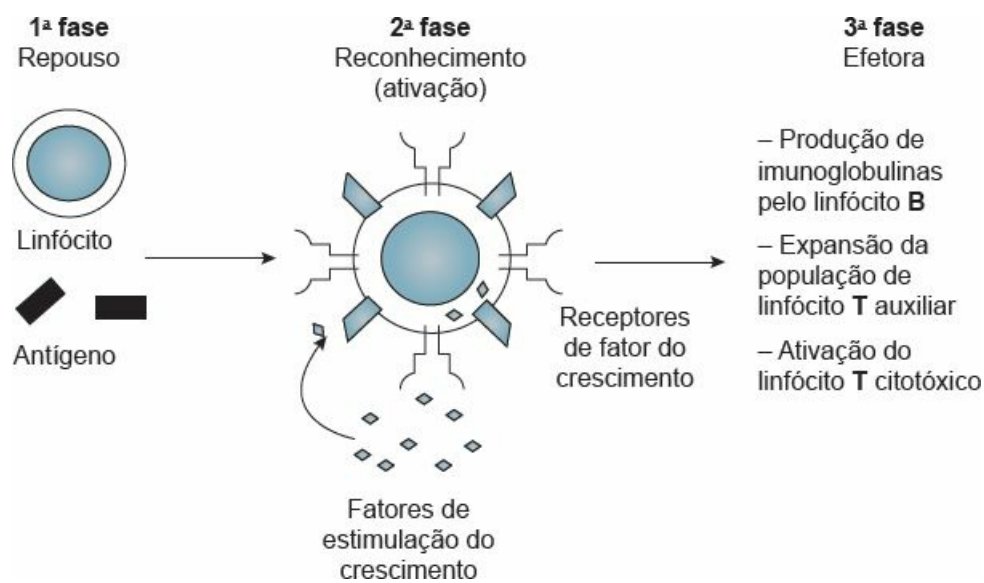 1ª fase
Repouso
Linfócito
Antígeno
2ª fase
Reconhecimento
(ativação)
Receptores
de fator do
crescimento
Fatores de
estimulação do
crescimento
3ª fase
Efetora
– Produção de
imunoglobulinas
pelo linfócito B
– Expansão da
população de
linfócito T auxiliar
– Ativação do
linfócito T citotóxico